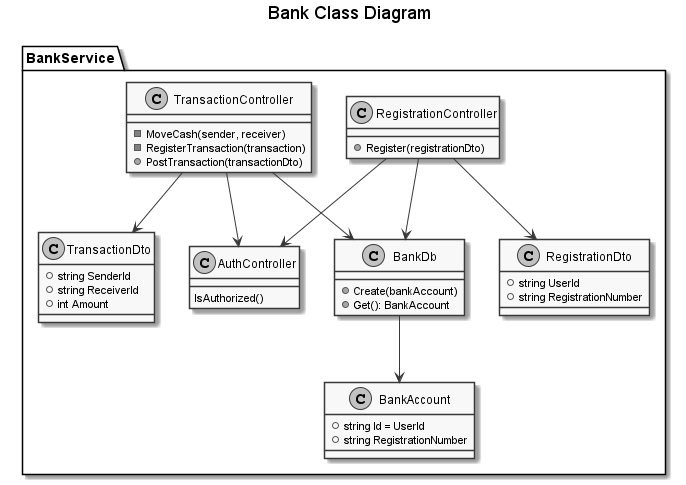 Bank Class Diagram
BankService
C TransactionController
MoveCash(sender, receiver)
RegisterTransaction(transaction)
PostTransaction(transactionDto)
C RegistrationController
Register(registrationDto)
C TransactionDto
string SenderId
string ReceiverId
int Amount
C AuthController
IsAuthorized()
C BankDb
Create(bankAccount)
Get(): BankAccount
C RegistrationDto
string UserId
string RegistrationNumber
C BankAccount
string Id = UserId
string RegistrationNumber